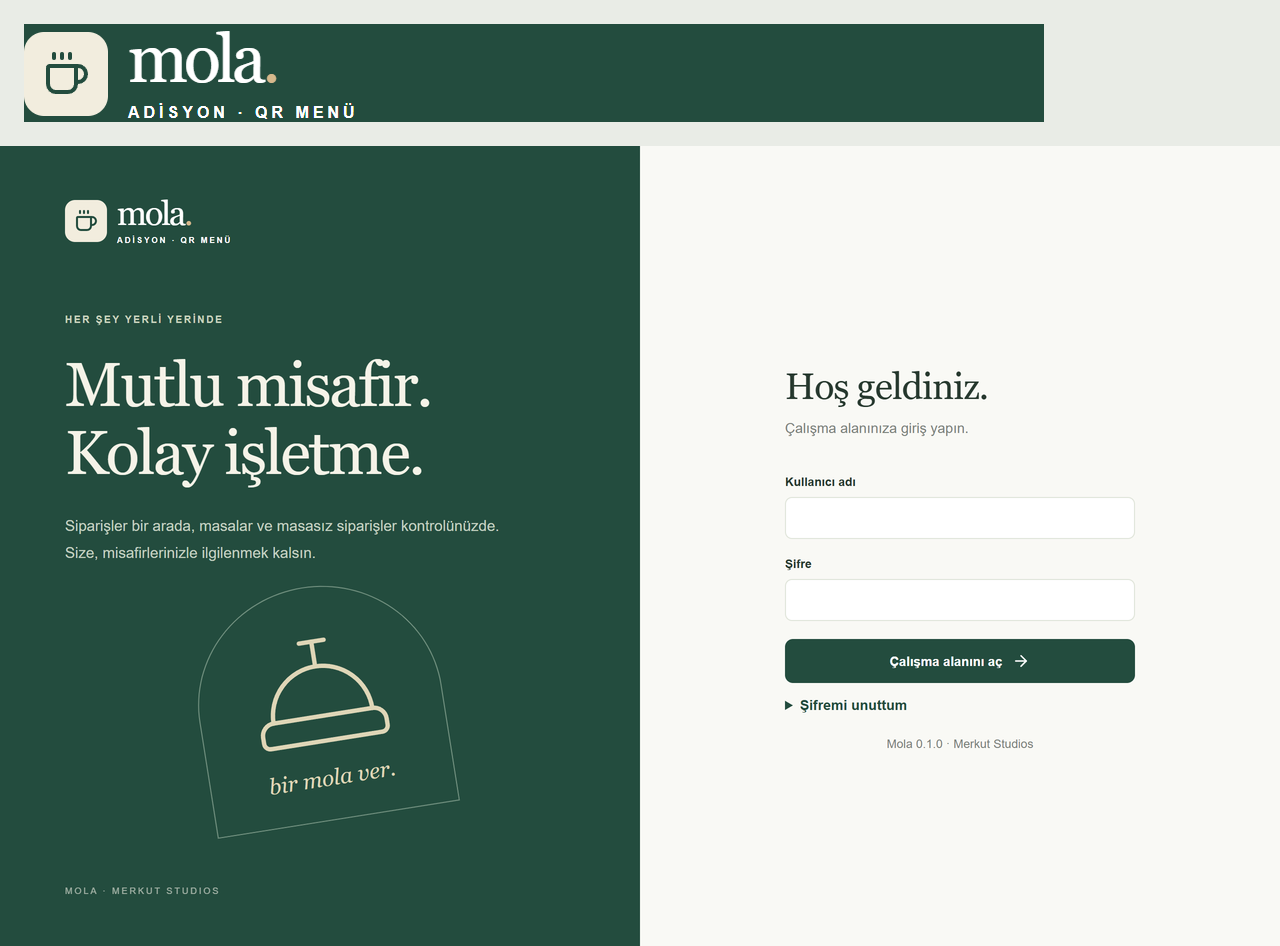 mola.
ADİSYON · QR MENÜ
mola.
ADİSYON · QR MENÜ
HER ŞEY YERLİ YERİNDE
Mutlu misafir.
Kolay işletme.
Siparişler bir arada, masalar ve masasız siparişler kontrolünüzde.
Size, misafirlerinizle ilgilenmek kalsın.
bir mola ver.
MOLA · MERKUT STUDIOS
Hoş geldiniz.
Çalışma alanınıza giriş yapın.
Kullanıcı adı
Şifre
Çalışma alanını aç
Şifremi unuttum
Mola 0.1.0 · Merkut Studios